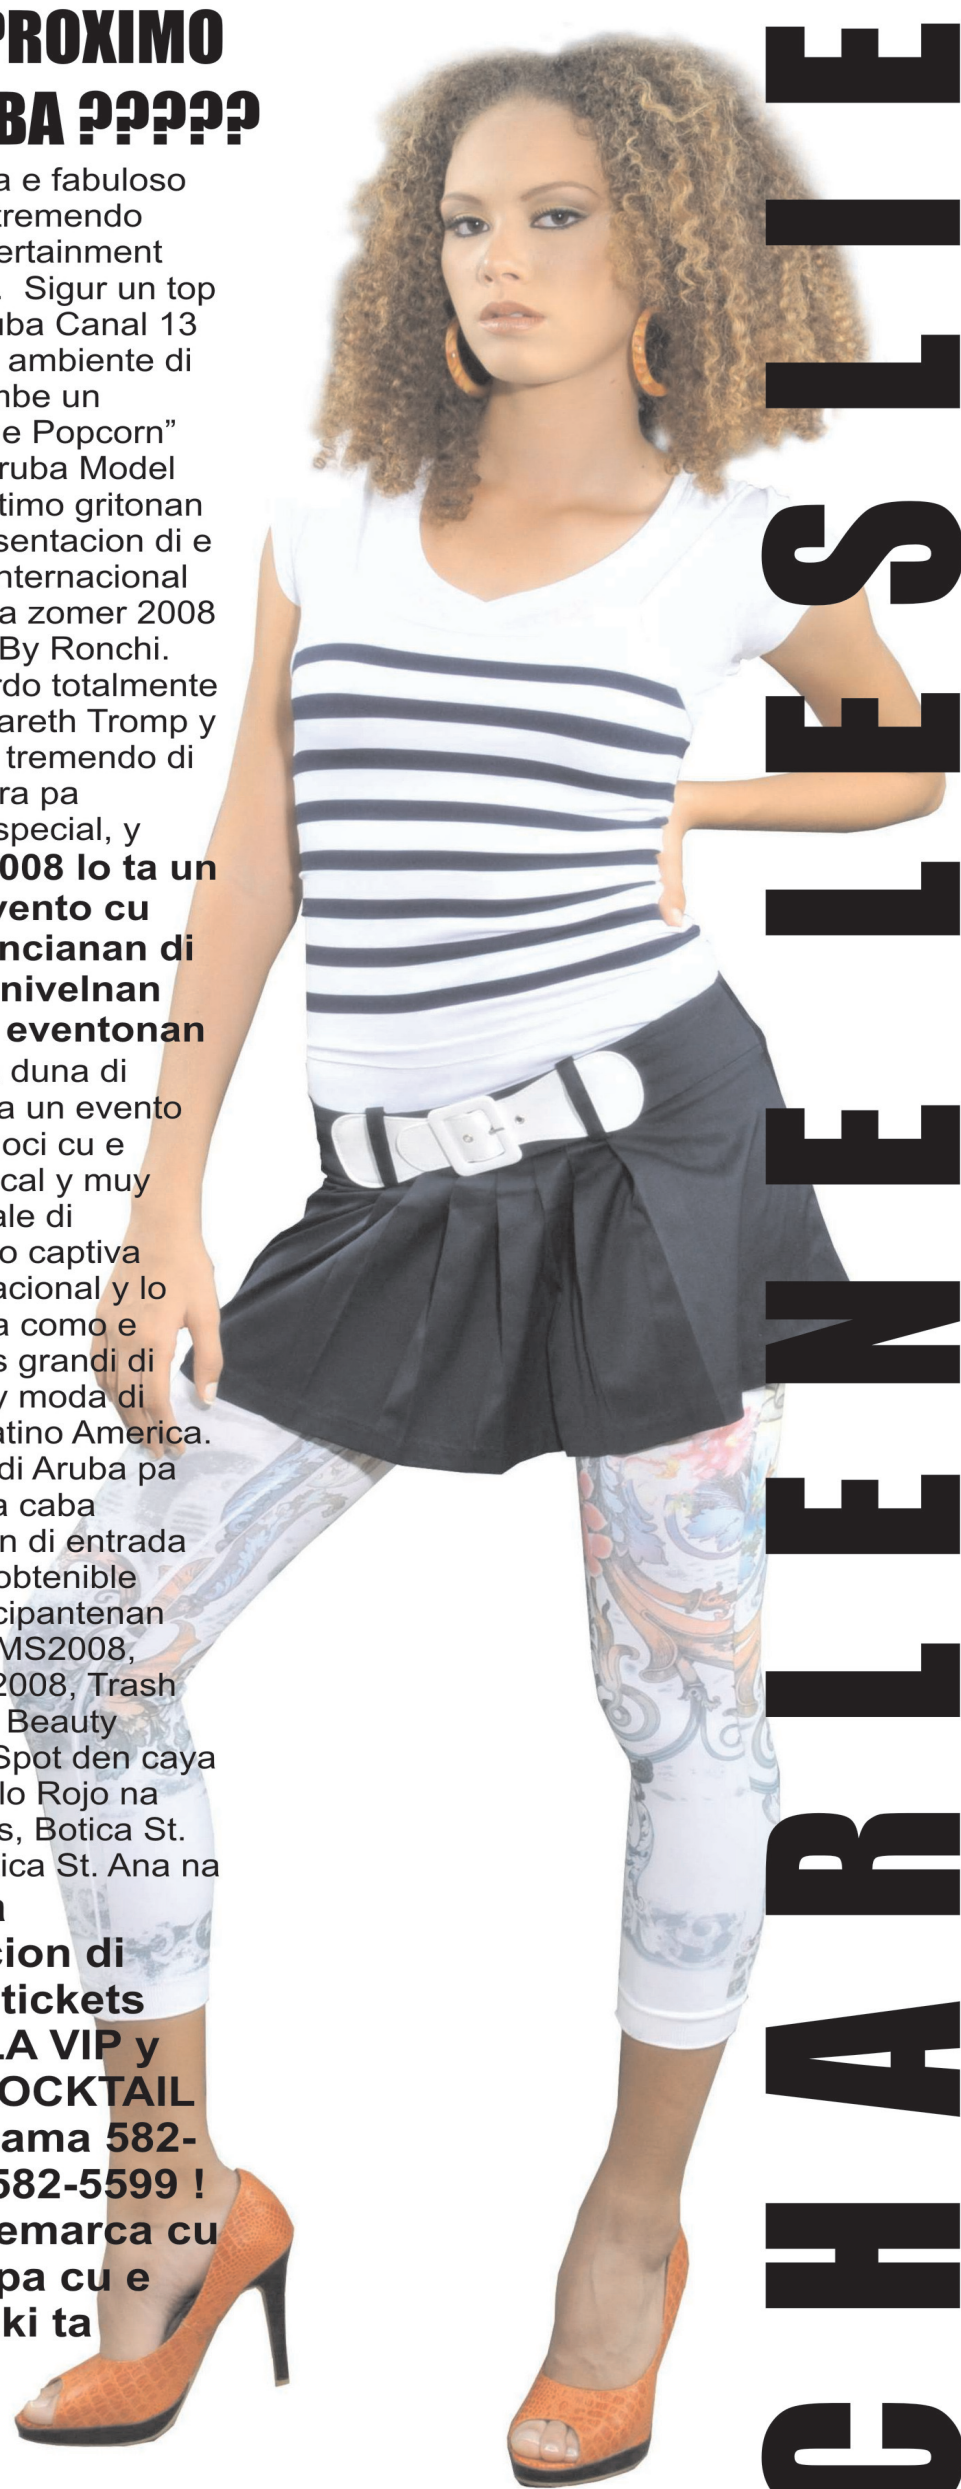 PROXIMO
BA ?????
a e fabuloso
tremendo
ertainment
. Sigur un top
uba Canal 13
ambiente di
mbe un
e Popcorn”
ruba Model
timo gritonan
sentacion di e
nternacional
a zomer 2008
By Ronchi.
rdo totalmente
areth Tromp y
tremendo di
ra pa
special, y
008 lo ta un
vento cu
ncianan di
nivelnan
eventonan
duna di
a un evento
oci cu e
cal y muy
ale di
o captiva
acional y lo
a como e
s grandi di
y moda di
atino America.
di Aruba pa
a caba
n di entrada
obtenible
cipantenan
MS2008,
2008, Trash
Beauty
Spot den caya
lo Rojo na
s, Botica St.
ica St. Ana na
a
cion di
tickets
LA VIP y
OCKTAIL
ama 582-
582-5599 !
emarca cu
pa cu e
ki ta
CHARLENE LESLIE